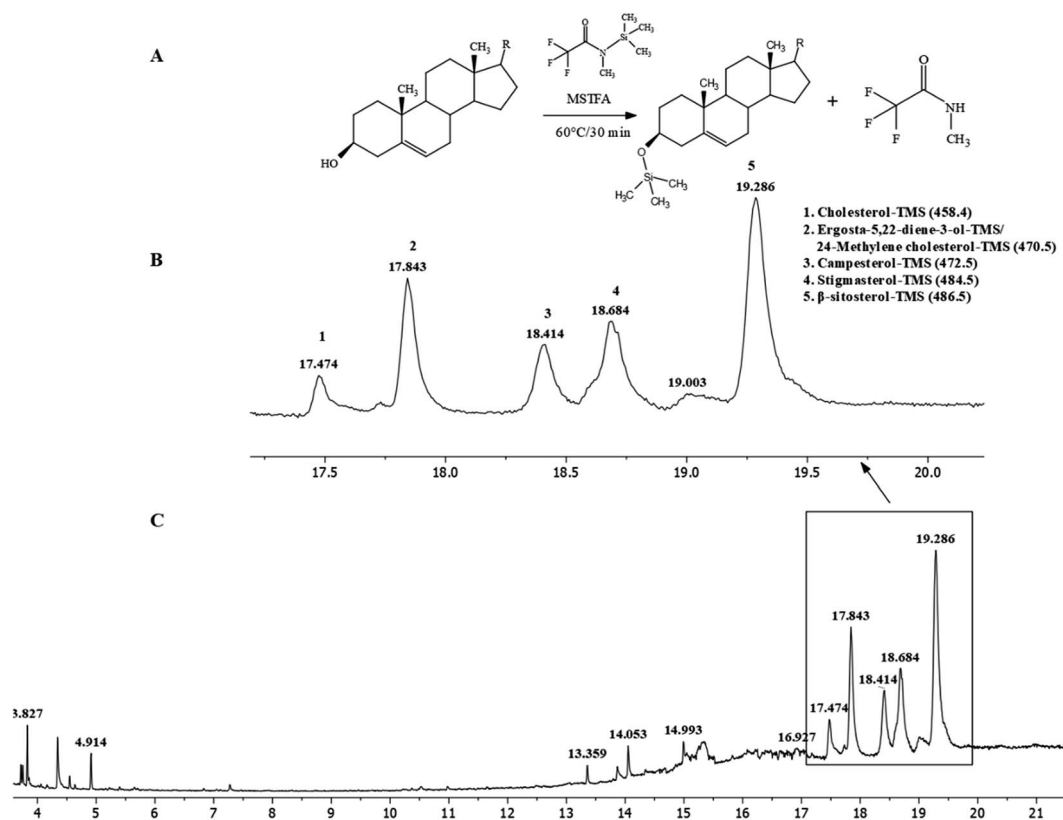 A
CH₃
R
CH₃
HO
O
CH₃
CH₃
Si
CH₃
F
N
F
F
CH₃
MSTFA
60°C/30 min
CH₃
R
CH₃
O
Si
CH₃
H₃C
CH₃
+
O
F
NH
F
F
CH₃
B
1
17.474
2
17.843
3
18.414
4
18.684
19.003
5
19.286
1. Cholesterol-TMS (458.4)
2. Ergosta-5,22-diene-3-ol-TMS/
24-Methylene cholesterol-TMS (470.5)
3. Campesterol-TMS (472.5)
4. Stigmasterol-TMS (484.5)
5. β-sitosterol-TMS (486.5)
17.5 18.0 18.5 19.0 19.5 20.0
C
3.827
4.914
13.359
14.053
14.993
16.927
17.474
17.843
18.414
18.684
19.286
4 5 6 7 8 9 10 11 12 13 14 15 16 17 18 19 20 21